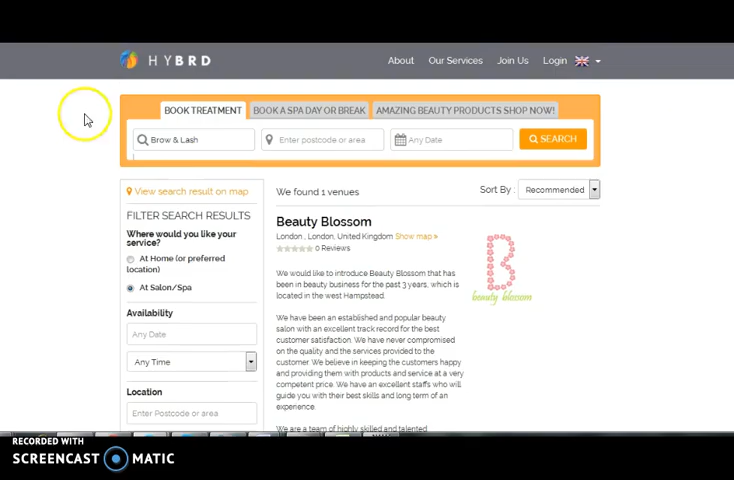 HYBRD
About Our Services Join Us Login
BOOK TREATMENT BOOK A SPA DAY OR BREAK AMAZING BEAUTY PRODUCTS SHOP NOW!
Brow & Lash Enter postcode or area Any Date SEARCH
View search result on map
FILTER SEARCH RESULTS
Where would you like your
service?
At Home (or preferred
location)
At Salon/Spa
Availability
Any Date
Any Time
Location
Enter Postcode or area
We found 1 venues
Sort By : Recommended
Beauty Blossom
London , London, United Kingdom Show map »
0 Reviews
We would like to introduce Beauty Blossom that has
been in beauty business for the past 3 years, which is
located in the west Hampstead.
We have been an established and popular beauty
salon with an excellent track record for the best
customer satisfaction. We have never compromised
on the quality and the services provided to the
customer. We believe in keeping the customers happy
and providing them with products and service at a very
competent price. We have an excellent staffs who will
guide you with their best skills and long term of an
experience.
We are a team of highly skilled and talented
B
beauty blossom
RECORDED WITH
SCREENCAST MATIC